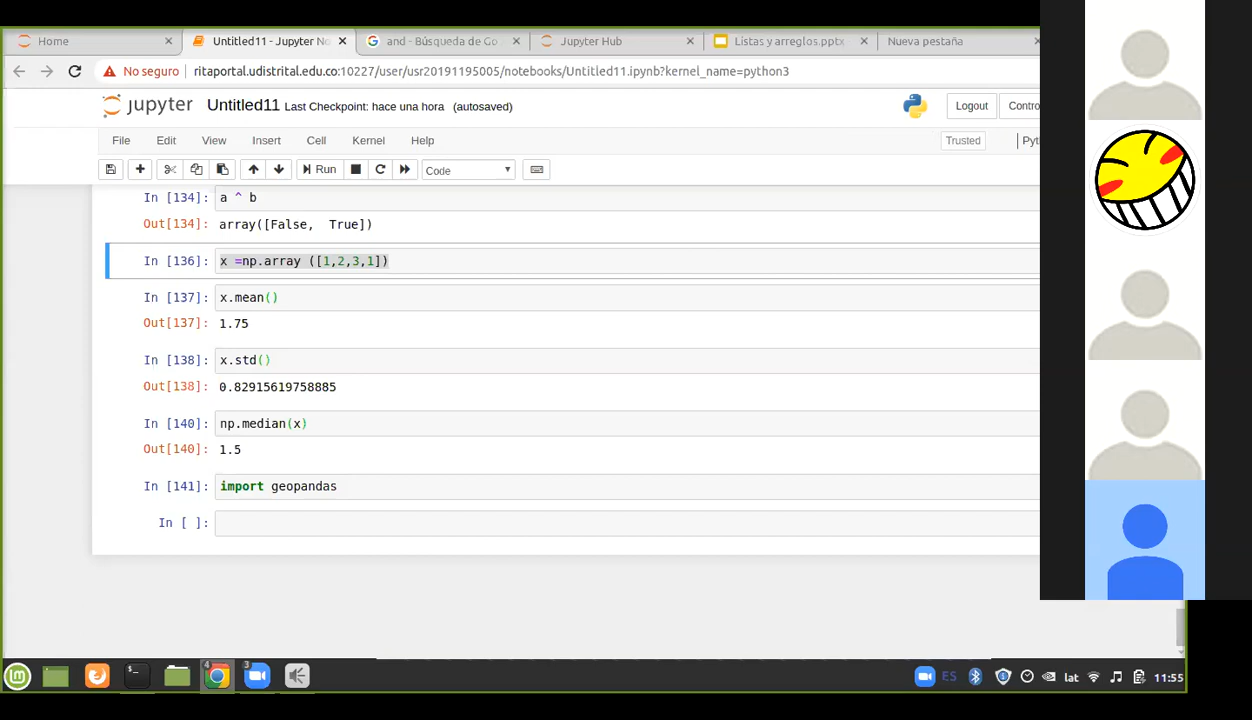 Home
Untitled11 - Jupyter No
and - Búsqueda de Go
Jupyter Hub
Listas y arreglos.pptx
Nueva pestaña
No seguro
ritaportal.udistrital.edu.co:10227/user/usr20191195005/notebooks/Untitled11.ipynb?kernel_name=python3
jupyter Untitled11 Last Checkpoint: hace una hora (autosaved)
Logout
Contro
File Edit View Insert Cell Kernel Help
Trusted
Pyt
Run
Code
In [134]: a ^ b
Out[134]: array([False,  True])
In [136]: x =np.array ([1,2,3,1])
In [137]: x.mean()
Out[137]: 1.75
In [138]: x.std()
Out[138]: 0.82915619758885
In [140]: np.median(x)
Out[140]: 1.5
In [141]: import geopandas
In [ ]:
4
3
ES
lat
11:55